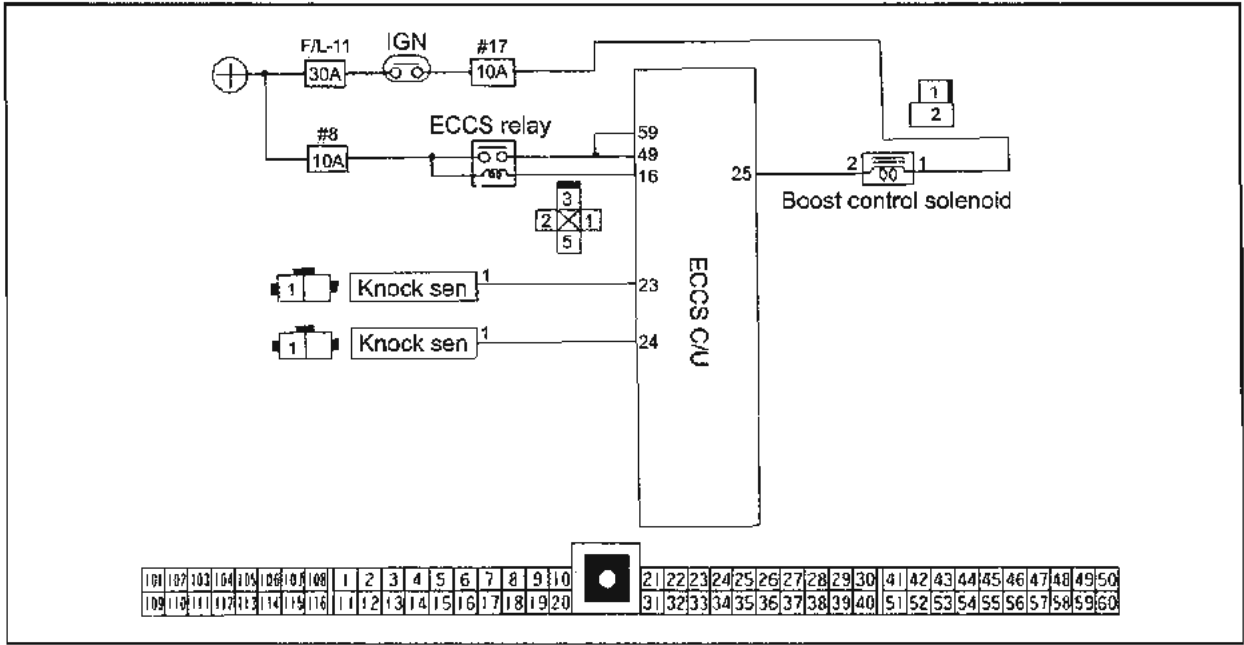 F/L-11 IGN #17
30A 10A
1
2
#8 ECCS relay
10A
59
49
16
25
2 1
Boost control solenoid
3
2 1
5
1 Knock sen 1 23
1 Knock sen 1 24
ECCS C/U
101 102 103 104 105 106 107 108 1 2 3 4 5 6 7 8 9 10 21 22 23 24 25 26 27 28 29 30 41 42 43 44 45 46 47 48 49 50
109 110 111 112 113 114 115 116 11 12 13 14 15 16 17 18 19 20 31 32 33 34 35 36 37 38 39 40 51 52 53 54 55 56 57 58 59 60